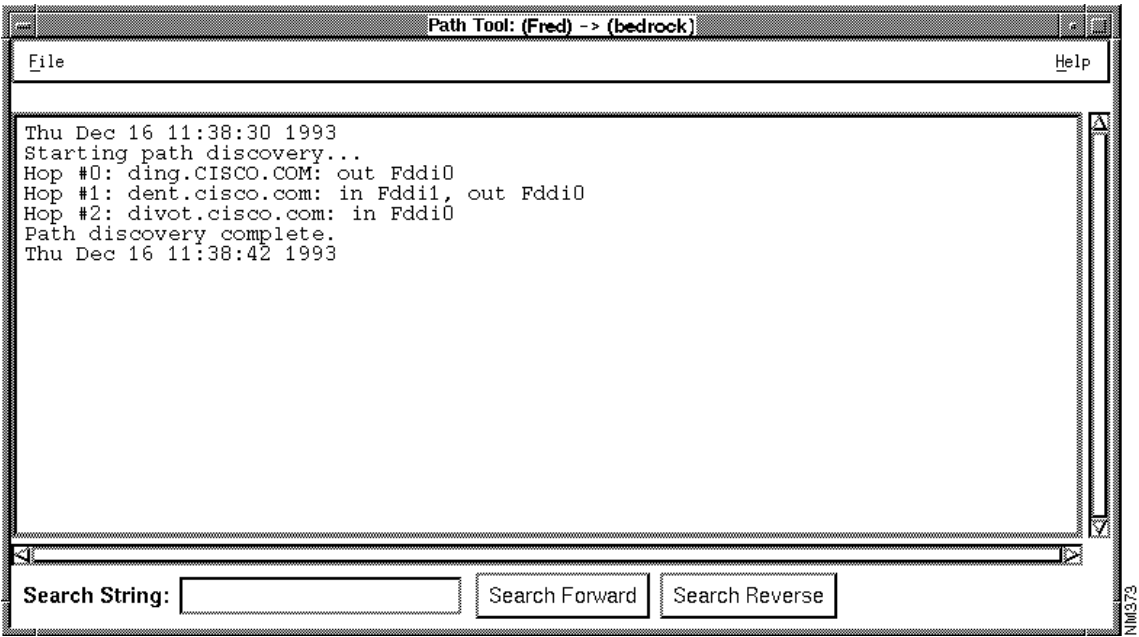 Path Tool: (Fred) -> (bedrock)
File Help
Thu Dec 16 11:38:30 1993
Starting path discovery...
Hop #0: ding.CISCO.COM: out Fddi0
Hop #1: dent.cisco.com: in Fddi1, out Fddi0
Hop #2: divot.cisco.com: in Fddi0
Path discovery complete.
Thu Dec 16 11:38:42 1993
Search String: Search Forward Search Reverse
NM373